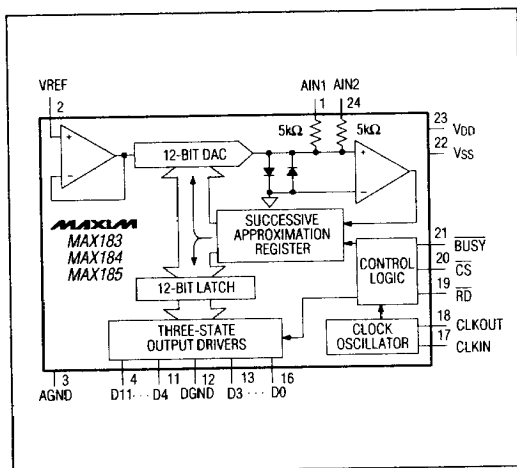 VREF
2
AIN1 AIN2
1 24
5kΩ 5kΩ
23 VDD
22 VSS
12-BIT DAC
+
−
+
−
MAXIM
MAX183
MAX184
MAX185
SUCCESSIVE
APPROXIMATION
REGISTER
12-BIT LATCH
THREE-STATE
OUTPUT DRIVERS
CONTROL
LOGIC
CLOCK
OSCILLATOR
21 BUSY
20 CS
19 RD
18 CLKOUT
17 CLKIN
3 4 11 12 13 16
AGND D11···D4 DGND D3···D0